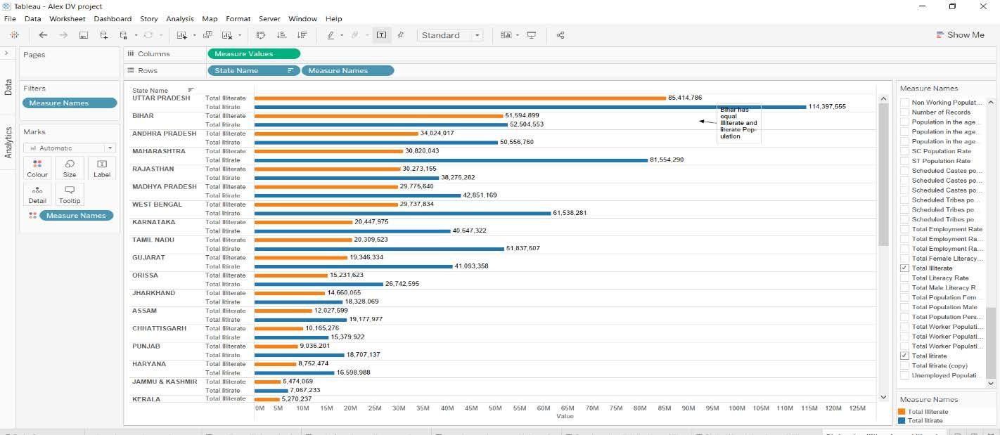 Tableau - Alex DV project
File Data Worksheet Dashboard Story Analysis Map Format Server Window Help
Standard
Show Me
Pages
Columns
Measure Values
Rows
State Name
Measure Names
Data
Analytics
Filters
Measure Names
Marks
Automatic
Colour
Size
Label
Detail
Tooltip
Measure Names
State Name
UTTAR PRADESH Total Illiterate 85,414,786
Total litirate 114,397,555
BIHAR Total Illiterate 51,594,899
Total litirate 52,504,553
ANDHRA PRADESH Total Illiterate 34,024,017
Total litirate 50,556,760
MAHARASHTRA Total Illiterate 30,820,043
Total litirate 81,554,290
RAJASTHAN Total Illiterate 30,273,155
Total litirate 38,275,282
MADHYA PRADESH Total Illiterate 29,775,640
Total litirate 42,851,169
WEST BENGAL Total Illiterate 29,737,834
Total litirate 61,538,281
KARNATAKA Total Illiterate 20,447,975
Total litirate 40,647,322
TAMIL NADU Total Illiterate 20,309,523
Total litirate 51,837,507
GUJARAT Total Illiterate 19,346,334
Total litirate 41,093,358
ORISSA Total Illiterate 15,231,623
Total litirate 26,742,595
JHARKHAND Total Illiterate 14,660,065
Total litirate 18,328,069
ASSAM Total Illiterate 12,027,599
Total litirate 19,177,977
CHHATTISGARH Total Illiterate 10,165,276
Total litirate 15,379,922
PUNJAB Total Illiterate 9,036,201
Total litirate 18,707,137
HARYANA Total Illiterate 8,752,474
Total litirate 16,598,988
JAMMU & KASHMIR Total Illiterate 5,474,069
Total litirate 7,067,233
KERALA Total Illiterate 5,270,237
Bihar has
equal
Illiterate and
literate Pop-
ulation
0M 5M 10M 15M 20M 25M 30M 35M 40M 45M 50M 55M 60M 65M 70M 75M 80M 85M 90M 95M 100M 105M 110M 115M 120M 125M
Value
Measure Names
Non Working Populat...
Number of Records
Population in the age...
Population in the age...
Population in the age...
SC Population Rate
ST Population Rate
Scheduled Castes po...
Scheduled Castes po...
Scheduled Castes po...
Scheduled Tribes po...
Scheduled Tribes po...
Scheduled Tribes po...
Total Employment Rate
Total Employment Ra...
Total Employment Ra...
Total Female Literacy...
Total Illiterate
Total Literacy Rate
Total Male Literacy R...
Total Population Fem...
Total Population Male
Total Population Pers...
Total Worker Populati...
Total Worker Populati...
Total Worker Populati...
Total litirate
Total litirate (copy)
Unemployed Populati...
Measure Names
Total Illiterate
Total litirate